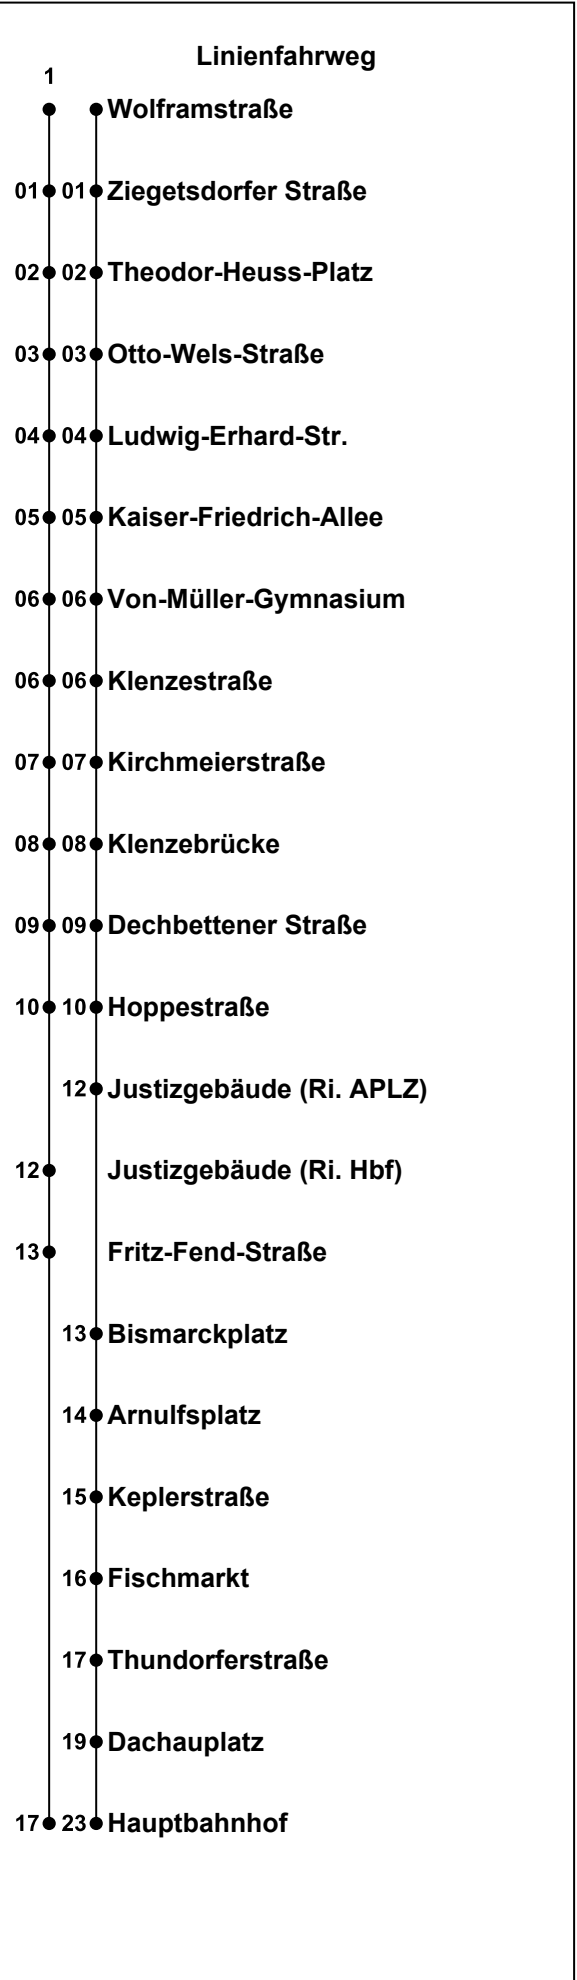 Linienfahrweg
1
Wolframstraße
01 01 Ziegetsdorfer Straße
02 02 Theodor-Heuss-Platz
03 03 Otto-Wels-Straße
04 04 Ludwig-Erhard-Str.
05 05 Kaiser-Friedrich-Allee
06 06 Von-Müller-Gymnasium
06 06 Klenzestraße
07 07 Kirchmeierstraße
08 08 Klenzebrücke
09 09 Dechbettener Straße
10 10 Hoppestraße
12 Justizgebäude (Ri. APLZ)
12 Justizgebäude (Ri. Hbf)
13 Fritz-Fend-Straße
13 Bismarckplatz
14 Arnulfsplatz
15 Keplerstraße
16 Fischmarkt
17 Thundorferstraße
19 Dachauplatz
17 23 Hauptbahnhof